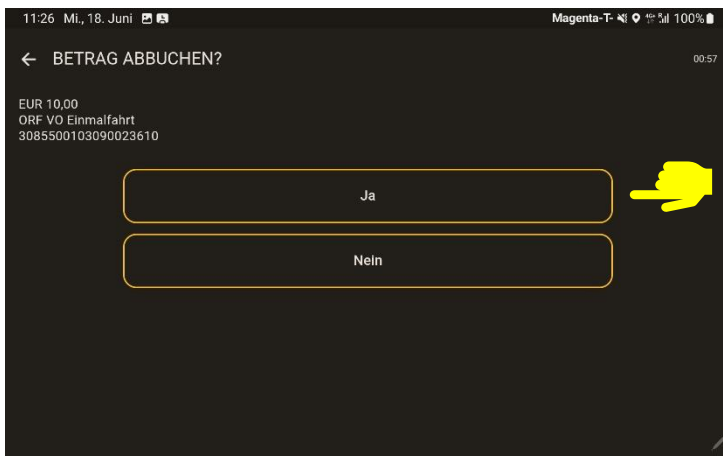 11:26 Mi., 18. Juni Magenta-T- 100%
BETRAG ABBUCHEN? 00:57
EUR 10,00
ORF VO Einmalfahrt
3085500103090023610
Ja
Nein